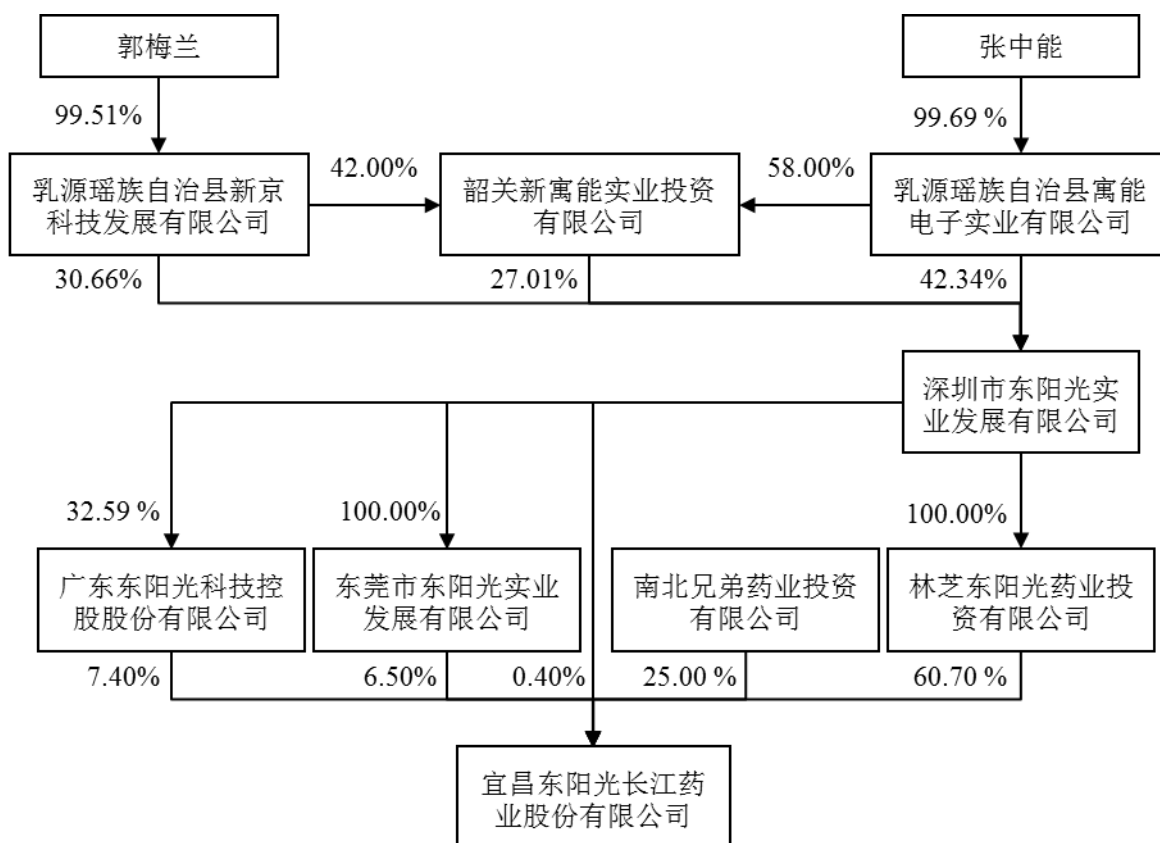 郭梅兰
张中能
99.51%
99.69 %
乳源瑶族自治县新京
科技发展有限公司
42.00%
韶关新寓能实业投资
有限公司
58.00%
乳源瑶族自治县寓能
电子实业有限公司
30.66%
27.01%
42.34%
深圳市东阳光实
业发展有限公司
32.59 %
100.00%
100.00%
广东东阳光科技控
股股份有限公司
东莞市东阳光实业
发展有限公司
南北兄弟药业投资
有限公司
林芝东阳光药业投
资有限公司
7.40%
6.50%
0.40%
25.00 %
60.70 %
宜昌东阳光长江药
业股份有限公司